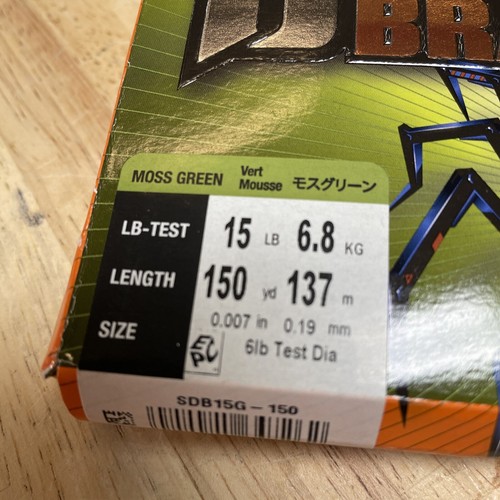 BR
MOSS GREEN Vert Mousse モスグリーン
LB-TEST 15 LB 6.8 KG
LENGTH 150 yd 137 m
SIZE 0.007 in 0.19 mm
6lb Test Dia
SDB15G-150